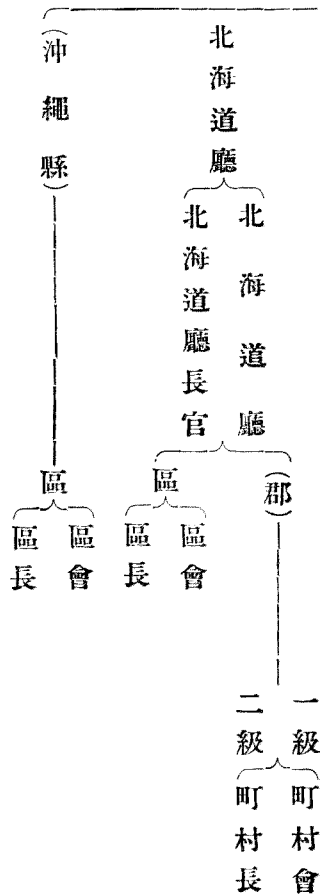 北海道廳
北海道廳
北海道廳長官
(郡)
一級
二級
町村會
町村長
區
區會
區長
(沖繩縣)
區
區會
區長